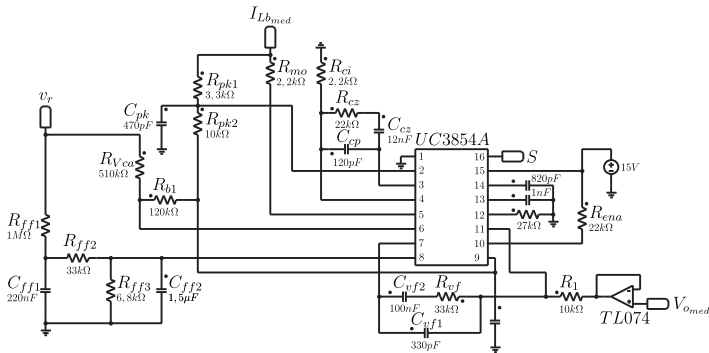 I_{Lb_{med}}
R_{pk1}
3,3kΩ
R_{mo}
2,2kΩ
R_{ci}
2,2kΩ
v_r
C_{pk}
470pF
R_{pk2}
10kΩ
R_{cz}
22kΩ
C_{cz}
12nF
C_{cp}
120pF
UC3854A
1
2
3
4
5
6
7
8
16
15
14
13
12
11
10
9
S
15V
820pF
1nF
27kΩ
R_{ena}
22kΩ
R_{Vca}
510kΩ
R_{b1}
120kΩ
R_{ff1}
1MΩ
R_{ff2}
33kΩ
C_{ff1}
220nF
R_{ff3}
6,8kΩ
C_{ff2}
1,5μF
C_{vf2}
100nF
R_{vf}
33kΩ
C_{vf1}
330pF
R_1
10kΩ
TL074
V_{o_{med}}